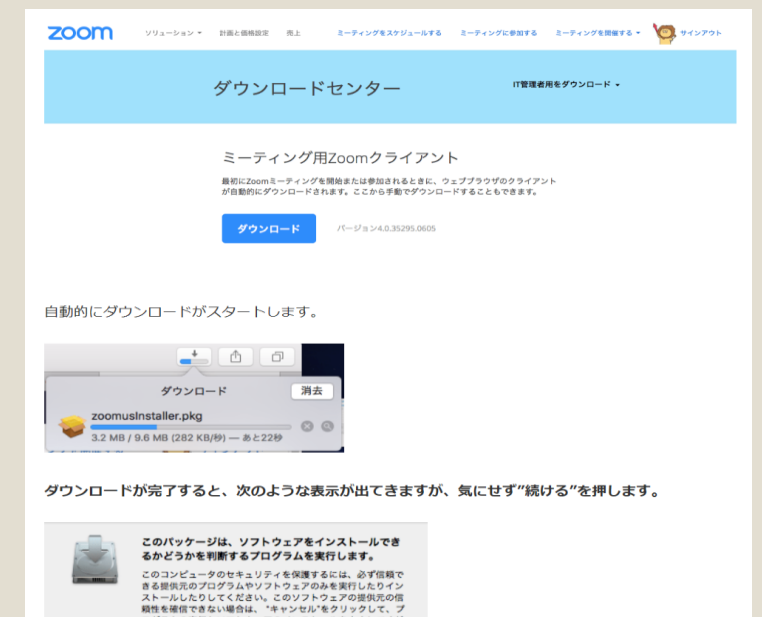 zoom ソリューション 計画と価格設定 売上 ミーティングをスケジュールする ミーティングに参加する ミーティングを開催する サインアウト
ダウンロードセンター IT管理者用をダウンロード
ミーティング用Zoomクライアント
最初にZoomミーティングを開始または参加されるときに、ウェブブラウザのクライアント
が自動的にダウンロードされます。ここから手動でダウンロードすることもできます。
ダウンロード バージョン4.0.35295.0605
自動的にダウンロードがスタートします。
ダウンロード 消去
zoomusInstaller.pkg
3.2 MB / 9.6 MB (282 KB/秒) — あと22秒
ダウンロードが完了すると、次のような表示が出てきますが、気にせず”続ける”を押します。
このパッケージは、ソフトウェアをインストールでき
るかどうかを判断するプログラムを実行します。
このコンピュータのセキュリティを保護するには、必ず信頼で
きる提供元のプログラムやソフトウェアのみを実行したりイン
ストールしたりしてください。このソフトウェアの提供元の信
頼性を確信できない場合は、"キャンセル"をクリックして、プ